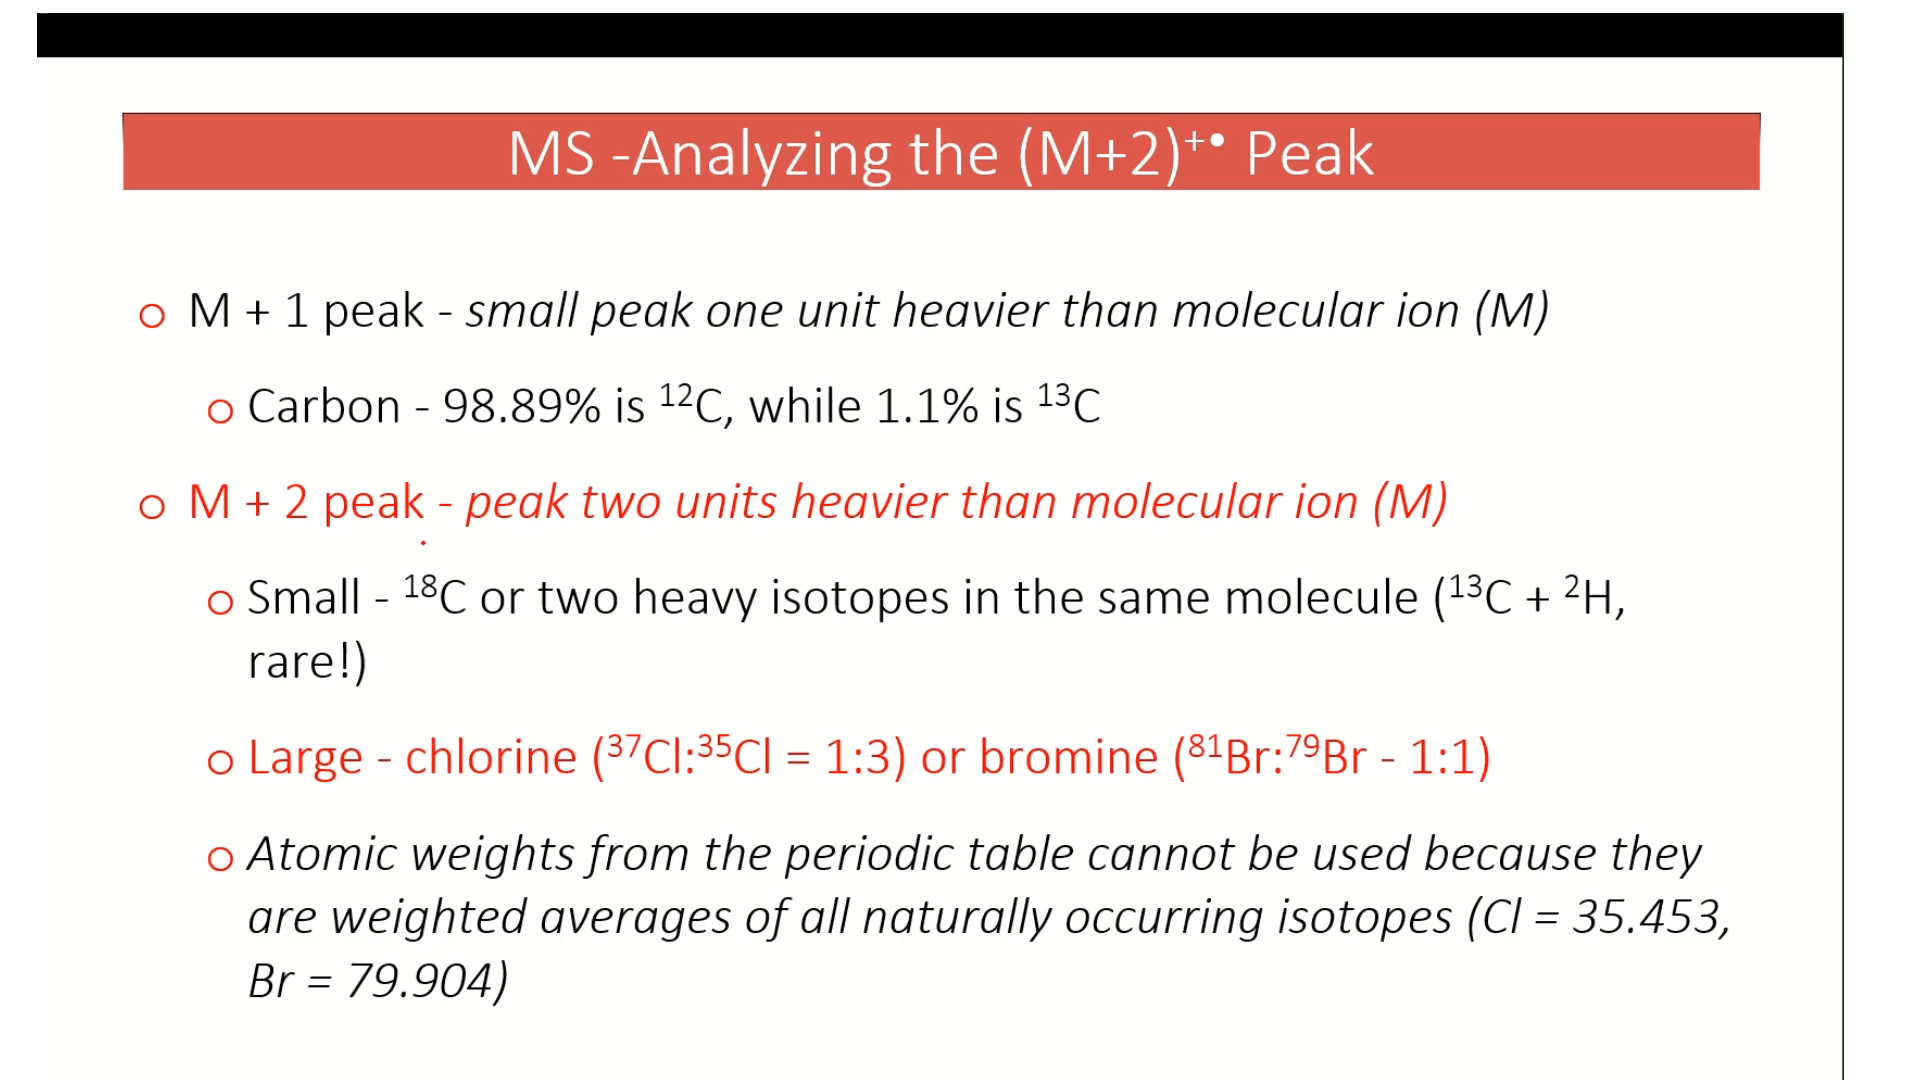 MS -Analyzing the (M+2)⁺• Peak
o M + 1 peak - small peak one unit heavier than molecular ion (M)
o Carbon - 98.89% is ¹²C, while 1.1% is ¹³C
o M + 2 peak - peak two units heavier than molecular ion (M)
o Small - ¹⁸C or two heavy isotopes in the same molecule (¹³C + ²H,
rare!)
o Large - chlorine (³⁷Cl:³⁵Cl = 1:3) or bromine (⁸¹Br:⁷⁹Br - 1:1)
o Atomic weights from the periodic table cannot be used because they
are weighted averages of all naturally occurring isotopes (Cl = 35.453,
Br = 79.904)